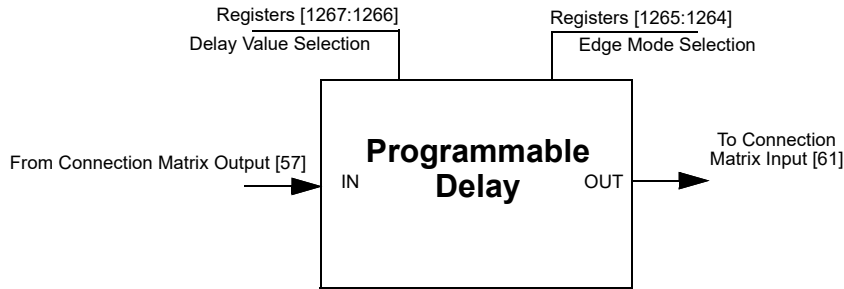 Registers [1267:1266]
Delay Value Selection
Registers [1265:1264]
Edge Mode Selection
From Connection Matrix Output [57]
IN
Programmable
Delay
OUT
To Connection
Matrix Input [61]